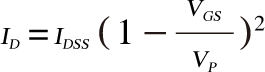 I_D = I_DSS (1 − V_GS / V_P)²